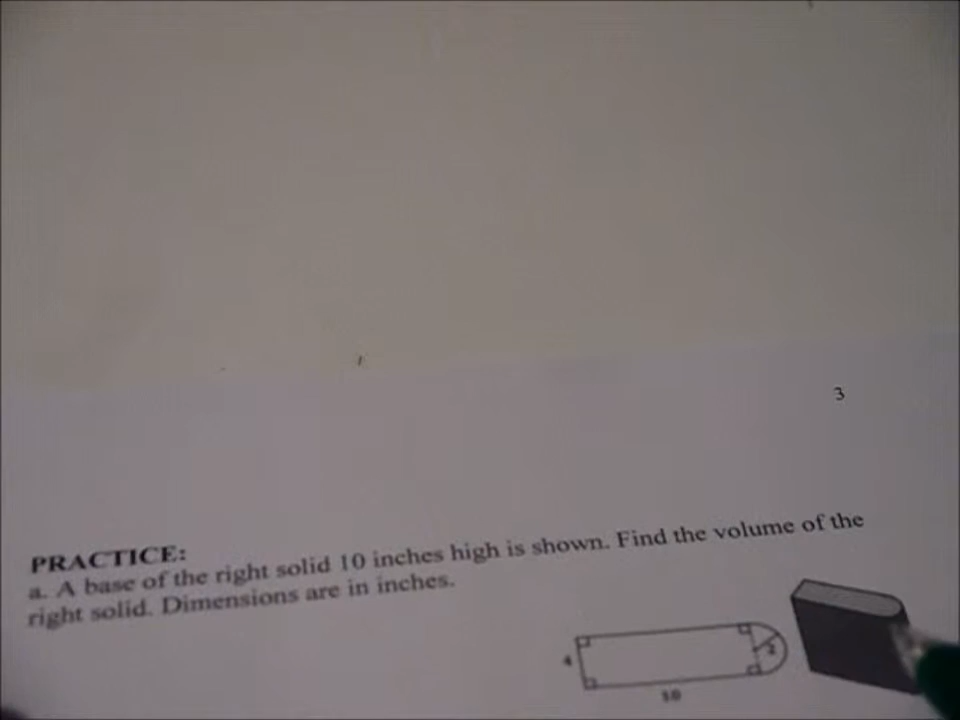 3
PRACTICE:
a. A base of the right solid 10 inches high is shown. Find the volume of the
right solid. Dimensions are in inches.
4
2
10